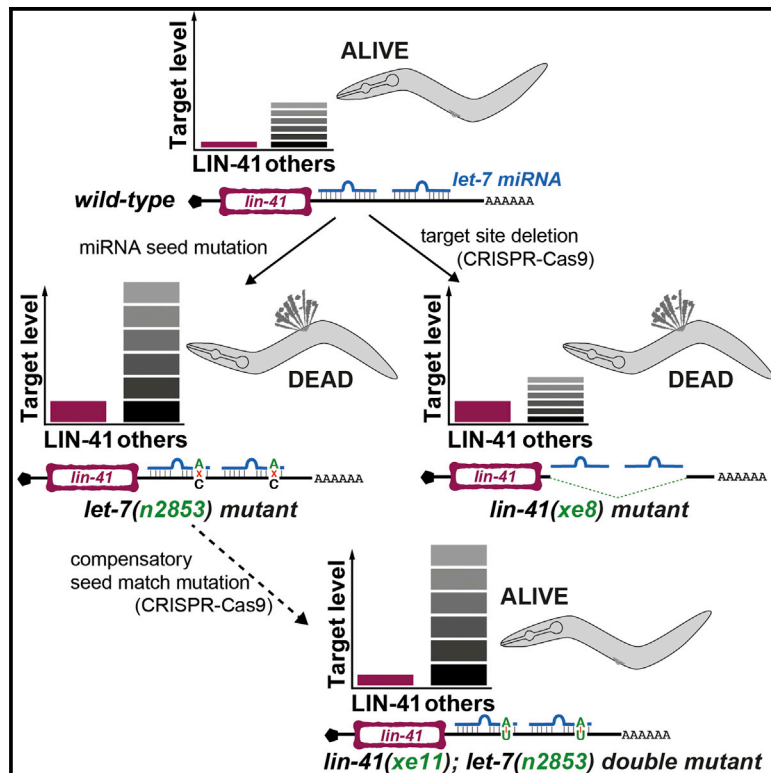 Target level
ALIVE
LIN-41 others
let-7 miRNA
wild-type
lin-41
AAAAAA
miRNA seed mutation
target site deletion
(CRISPR-Cas9)
Target level
DEAD
LIN-41 others
A A
x x
C C
lin-41
AAAAAA
let-7(n2853) mutant
Target level
DEAD
LIN-41 others
lin-41
AAAAAA
lin-41(xe8) mutant
compensatory
seed match mutation
(CRISPR-Cas9)
Target level
ALIVE
LIN-41 others
A A
U U
lin-41
AAAAAA
lin-41(xe11); let-7(n2853) double mutant